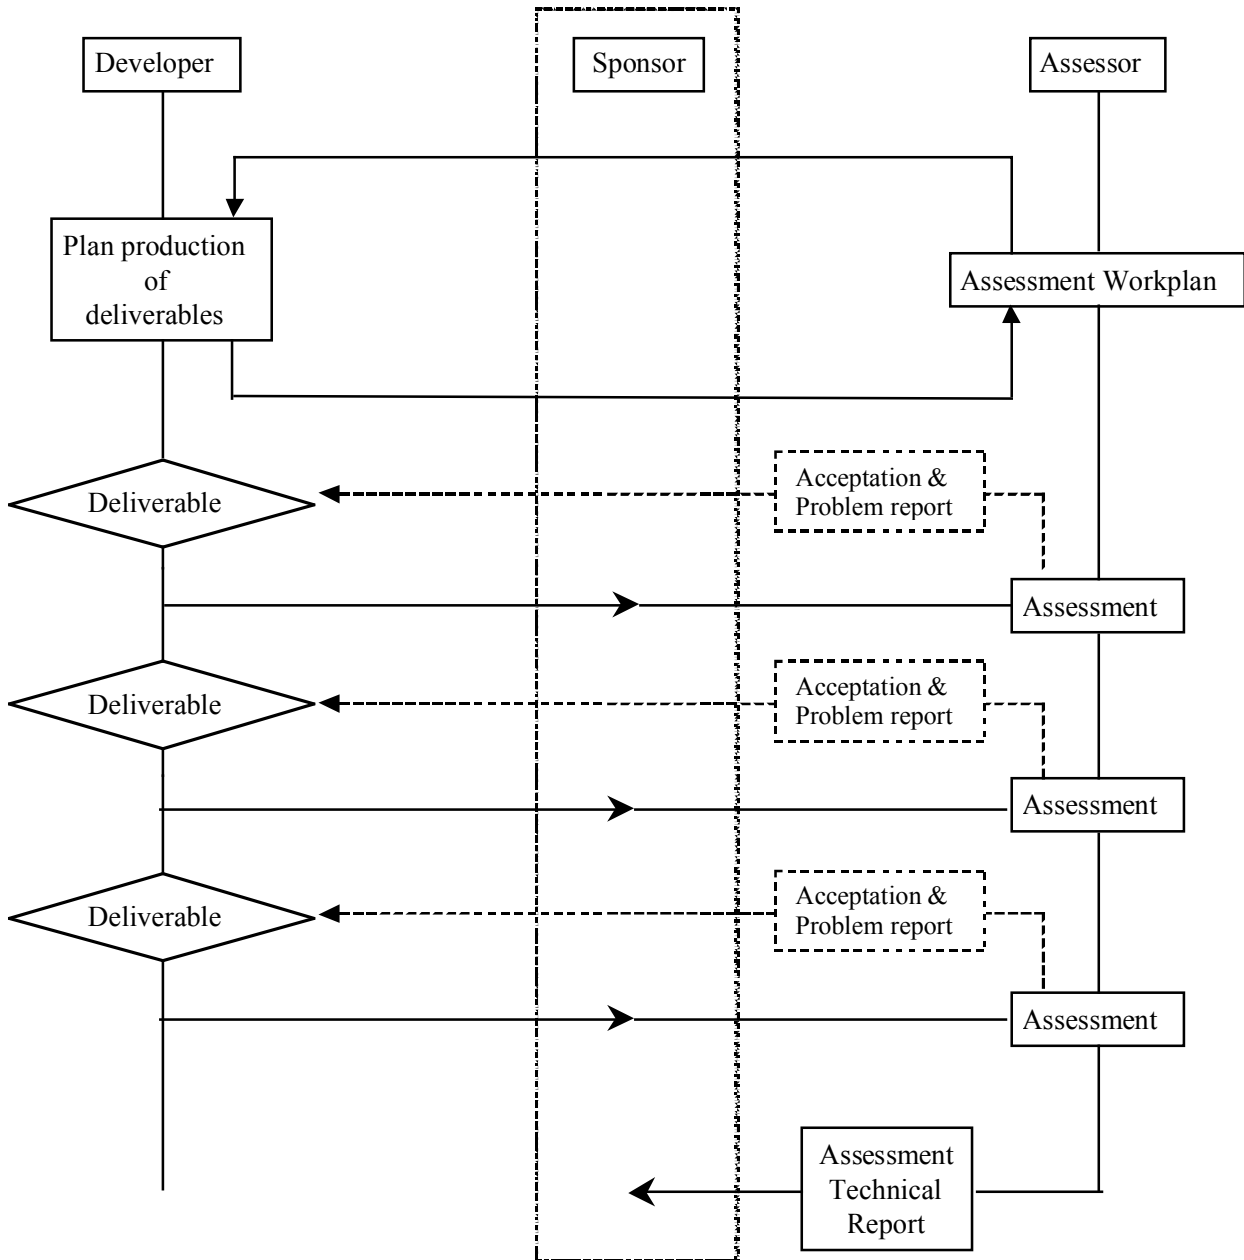 Developer
Sponsor
Assessor
Plan production
of
deliverables
Assessment Workplan
Deliverable
Acceptation &
Problem report
Assessment
Deliverable
Acceptation &
Problem report
Assessment
Deliverable
Acceptation &
Problem report
Assessment
Assessment
Technical
Report